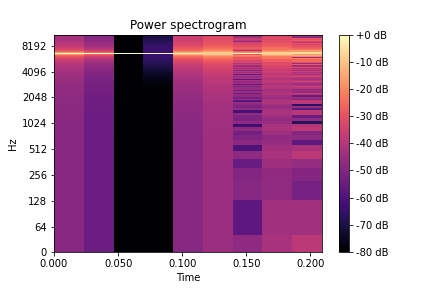 Power spectrogram
8192
4096
2048
1024
512
256
128
64
0
Hz
0.000 0.050 0.100 0.150 0.200
Time
+0 dB
-10 dB
-20 dB
-30 dB
-40 dB
-50 dB
-60 dB
-70 dB
-80 dB